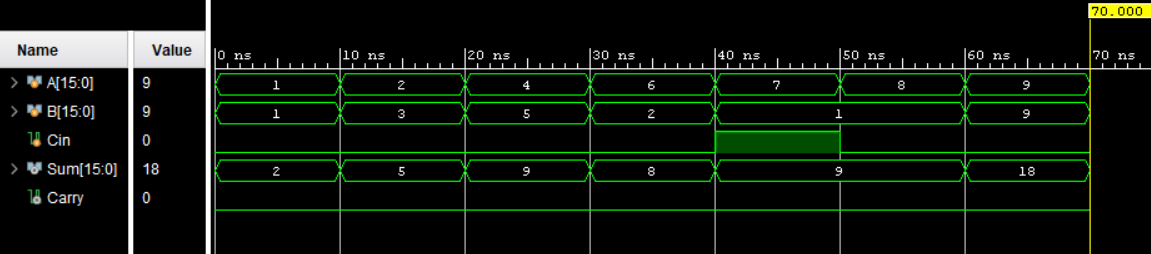 70.000
Name Value
0 ns 10 ns 20 ns 30 ns 40 ns 50 ns 60 ns 70 ns
A[15:0] 9 1 2 4 6 7 8 9
B[15:0] 9 1 3 5 2 1 9
Cin 0
Sum[15:0] 18 2 5 9 8 9 18
Carry 0